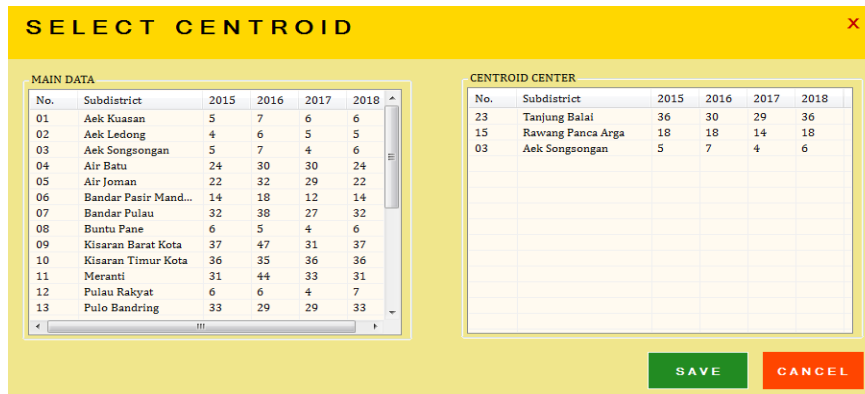 SELECT CENTROID
X
MAIN DATA
No. Subdistrict 2015 2016 2017 2018
01 Aek Kuasan 5 7 6 6
02 Aek Ledong 4 6 5 5
03 Aek Songsongan 5 7 4 6
04 Air Batu 24 30 30 24
05 Air Joman 22 32 29 22
06 Bandar Pasir Mand... 14 18 12 14
07 Bandar Pulau 32 38 27 32
08 Buntu Pane 6 5 4 6
09 Kisaran Barat Kota 37 47 31 37
10 Kisaran Timur Kota 36 35 36 36
11 Meranti 31 44 33 31
12 Pulau Rakyat 6 6 4 7
13 Pulo Bandring 33 29 29 33
CENTROID CENTER
No. Subdistrict 2015 2016 2017 2018
23 Tanjung Balai 36 30 29 36
15 Rawang Panca Arga 18 18 14 18
03 Aek Songsongan 5 7 4 6
SAVE
CANCEL